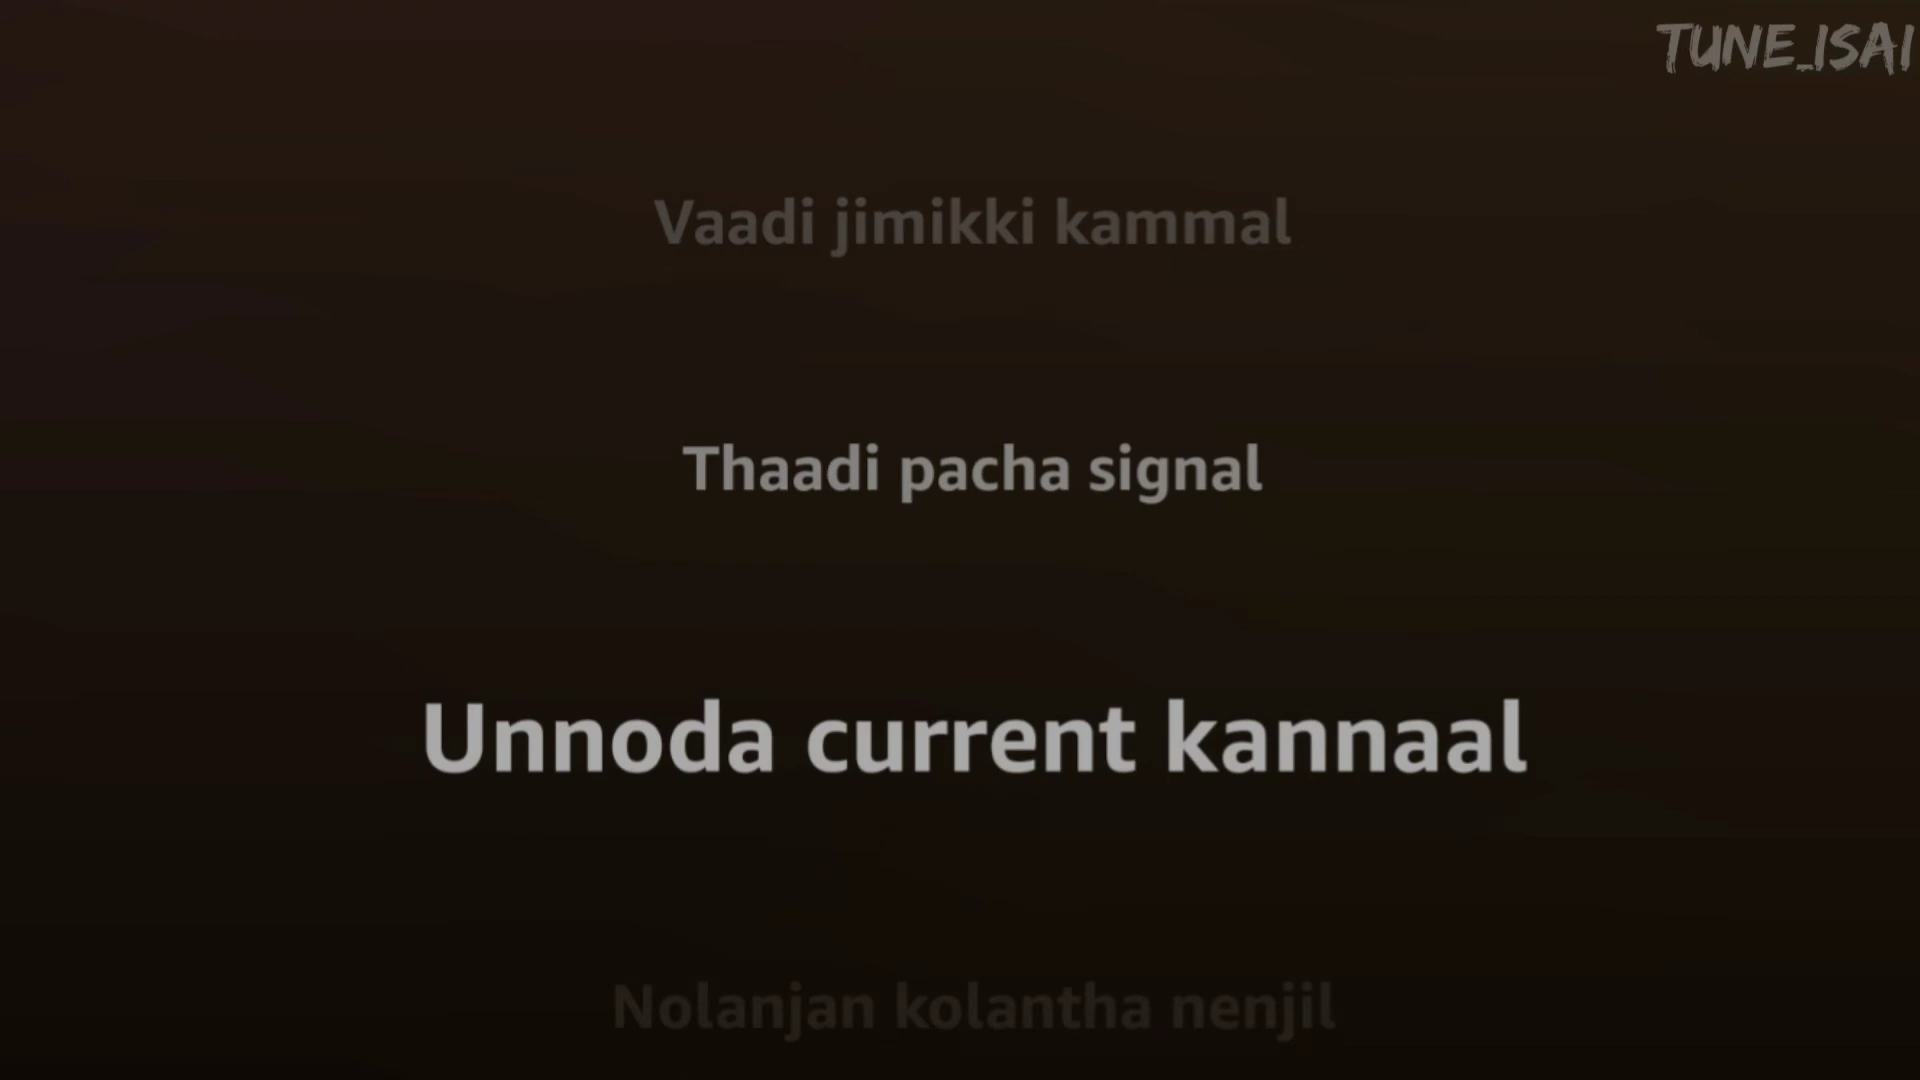 TUNE_ISAI
Vaadi jimikki kammal
Thaadi pacha signal
Unnoda current kannaal
Nolanjan kolantha nenjil